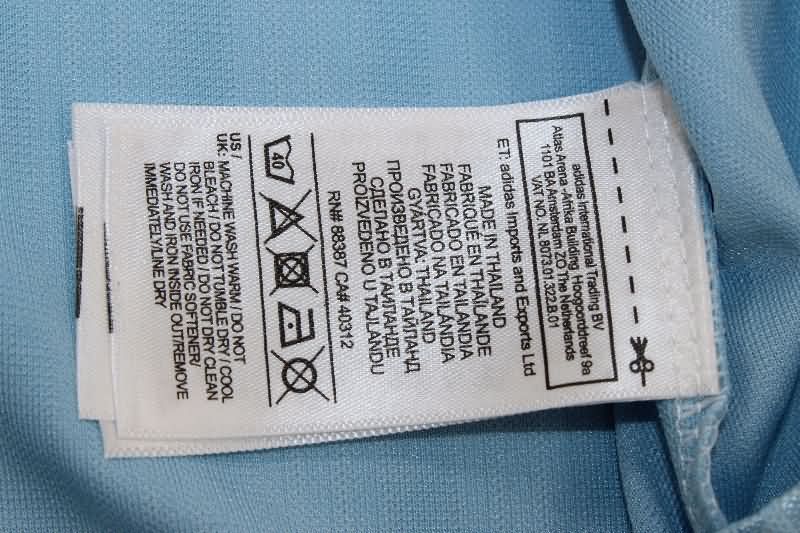 adidas International Trading BV
Atlas Arena -Afrika Building, Hoogoorddreef 9a
1101 BA Amsterdam ZO The Netherlands
VAT NO. NL 8073.01.322.B.01
ET: adidas Imports and Exports Ltd
MADE IN THAILAND
FABRIQUÉ EN THAÏLANDE
FABRICADO EN TAILANDIA
FABRICADO NA TAILÂNDIA
GYÁRTVA: THAILAND
ПРОИЗВЕДЕНО В ТАЙЛАНД
СДЕЛАНО В ТАИЛАНДЕ
PROIZVEDENO U TAJLANDU
RN# 88387 CA# 40312
40
US /
UK: MACHINE WASH WARM / DO NOT
BLEACH / DO NOT TUMBLE DRY / COOL
IRON IF NEEDED / DO NOT DRY CLEAN
DO NOT USE FABRIC SOFTENER/
WASH AND IRON INSIDE OUT/REMOVE
IMMEDIATELY/LINE DRY